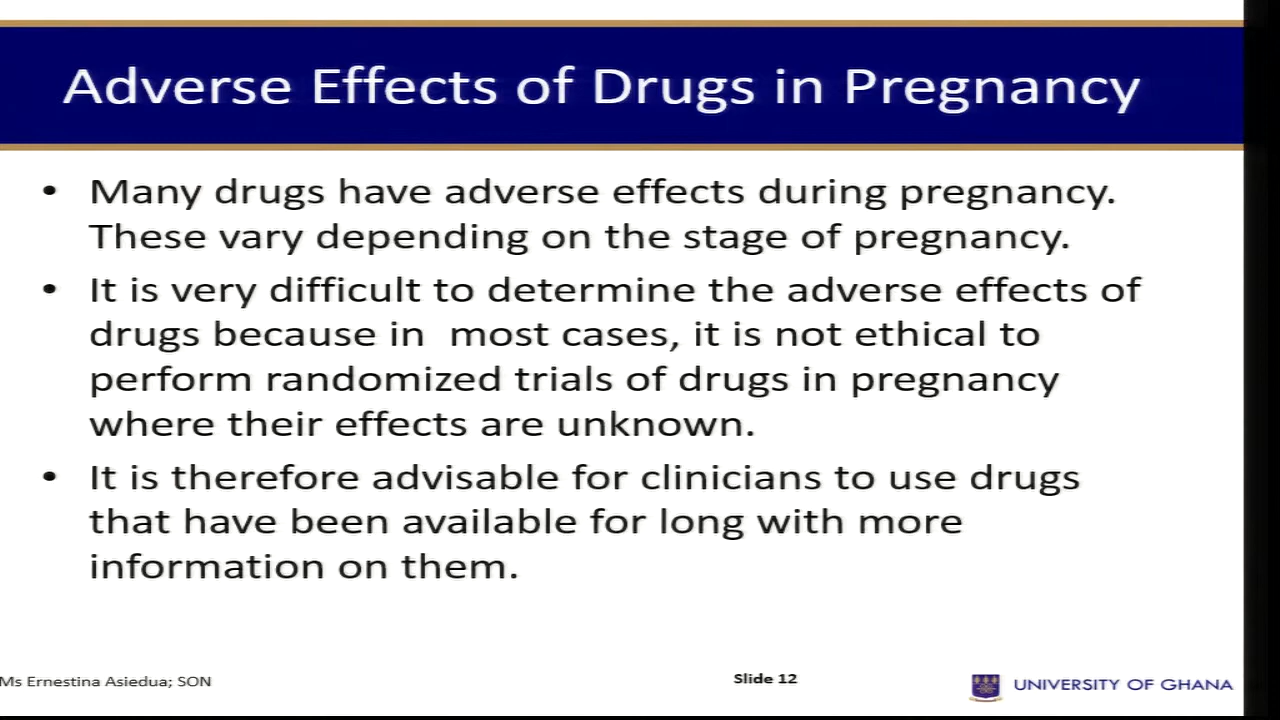 Adverse Effects of Drugs in Pregnancy
• Many drugs have adverse effects during pregnancy.
These vary depending on the stage of pregnancy.
• It is very difficult to determine the adverse effects of
drugs because in  most cases, it is not ethical to
perform randomized trials of drugs in pregnancy
where their effects are unknown.
• It is therefore advisable for clinicians to use drugs
that have been available for long with more
information on them.
Ms Ernestina Asiedua; SON
Slide 12
UNIVERSITY OF GHANA